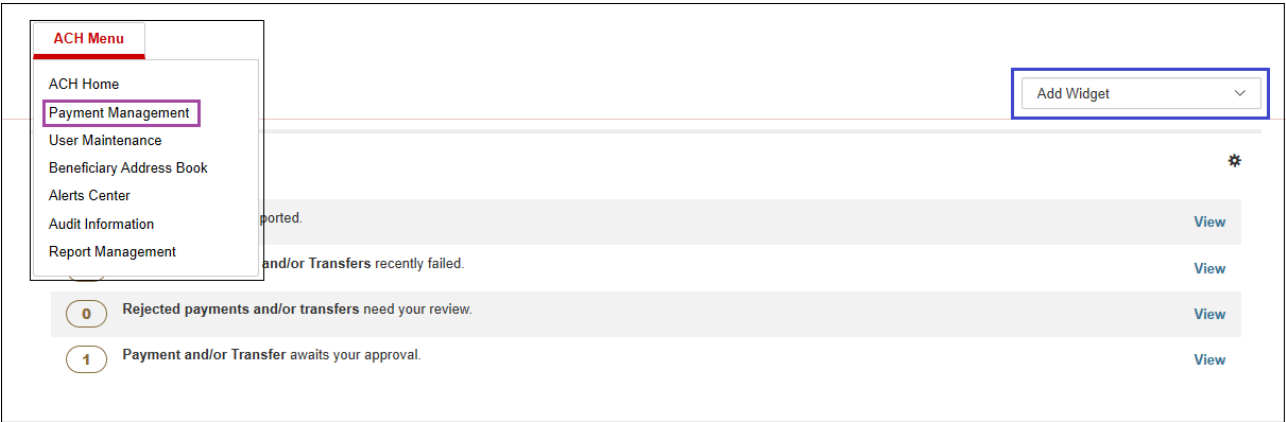 ACH Menu
ACH Home
Add Widget
Payment Management
User Maintenance
Beneficiary Address Book
Alerts Center
Audit Information
ported.
View
Report Management
and/or Transfers recently failed.
View
0
Rejected payments and/or transfers need your review.
View
1
Payment and/or Transfer awaits your approval.
View